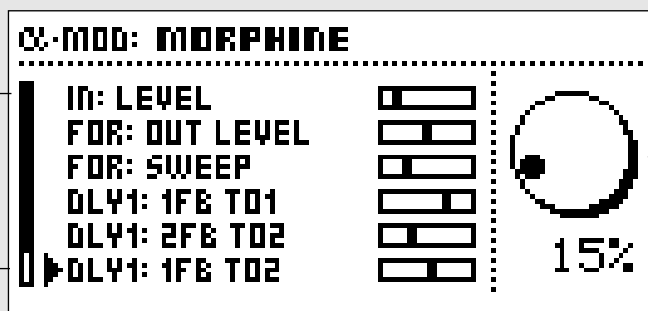 α·MOD: MORPHINE
IN: LEVEL
FOR: OUT LEVEL
FOR: SWEEP
DLY1: 1FB TO1
DLY1: 2FB TO2
DLY1: 1FB TO2
15%